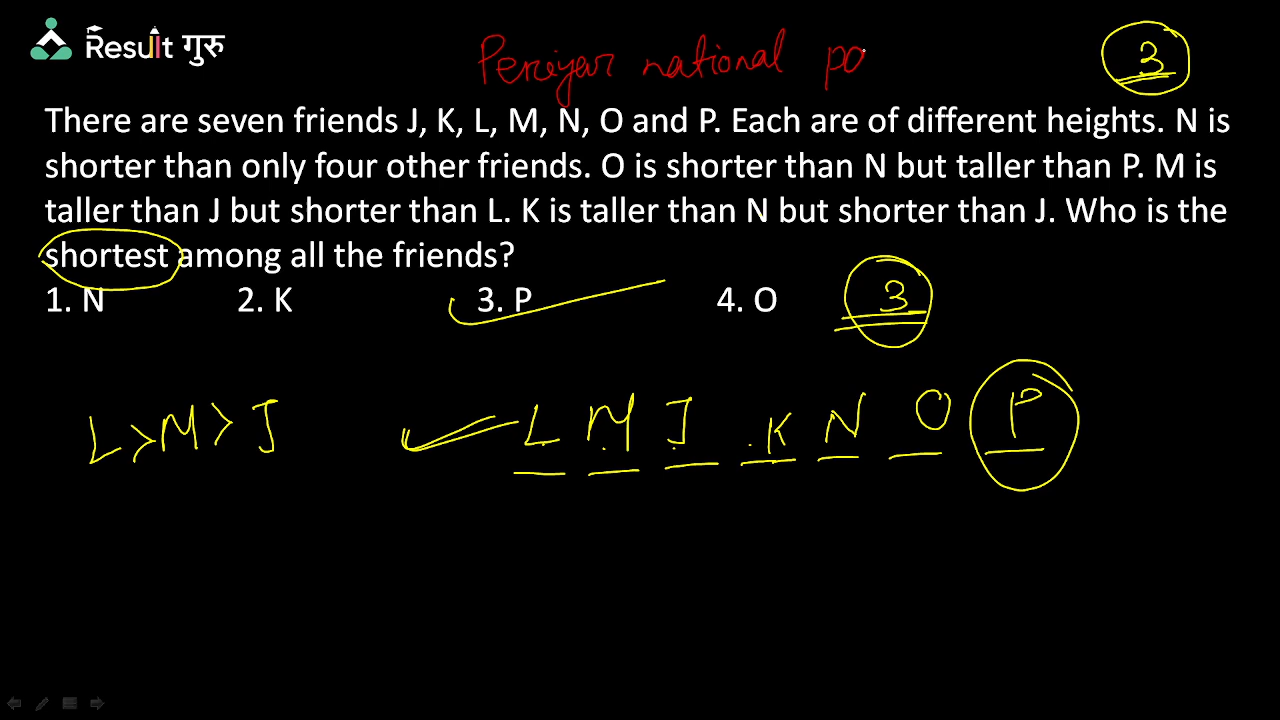 Result गुरु
Periyar national po
3
There are seven friends J, K, L, M, N, O and P. Each are of different heights. N is
shorter than only four other friends. O is shorter than N but taller than P. M is
taller than J but shorter than L. K is taller than N but shorter than J. Who is the
shortest among all the friends?
1. N 2. K 3. P 4. O 3
L > M > J L M J K N O P